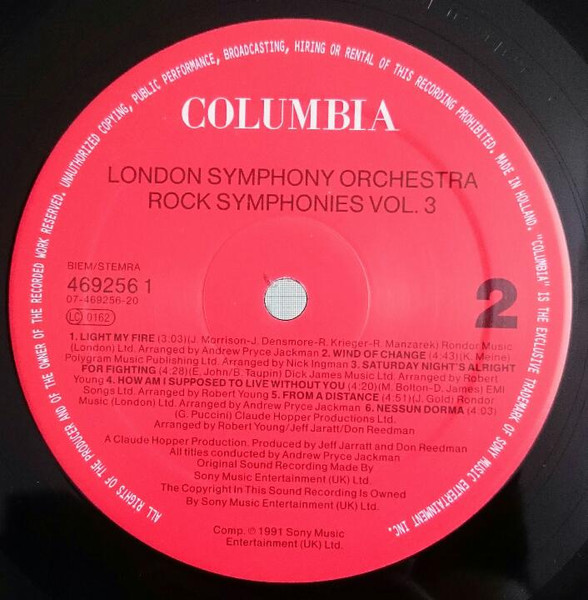 ALL RIGHTS OF THE PRODUCER AND OF THE OWNER OF THE RECORDED WORK RESERVED. UNAUTHORIZED COPYING, PUBLIC PERFORMANCE, BROADCASTING, HIRING OR RENTAL OF THIS RECORDING PROHIBITED. MADE IN HOLLAND. "COLUMBIA" IS THE EXCLUSIVE TRADEMARK OF SONY MUSIC ENTERTAINMENT INC.
COLUMBIA
LONDON SYMPHONY ORCHESTRA
ROCK SYMPHONIES VOL. 3
BIEM/STEMRA
469256 1
07-469256-20
LC 0162
2
1. LIGHT MY FIRE (3:03)(J. Morrison-J. Densmore-R. Krieger-R. Manzarek) Rondor Music
(London) Ltd. Arranged by Andrew Pryce Jackman 2. WIND OF CHANGE (4:43)(K. Meine)
Polygram Music Publishing Ltd. Arranged by Nick Ingman 3. SATURDAY NIGHT'S ALRIGHT
FOR FIGHTING (4:28)(E. John/B. Taupin) Dick James Music Ltd. Arranged by Robert
Young 4. HOW AM I SUPPOSED TO LIVE WITHOUT YOU (4:20)(M. Bolton-D. James) EMI
Songs Ltd. Arranged by Robert Young 5. FROM A DISTANCE (4:51)(J. Gold) Rondor
Music (London) Ltd. Arranged by Andrew Pryce Jackman 6. NESSUN DORMA (4:03)
(G. Puccini) Claude Hopper Productions Ltd.
Arranged by Robert Young/Jeff Jaratt/Don Reedman
A Claude Hopper Production. Produced by Jeff Jarratt and Don Reedman
All titles conducted by Andrew Pryce Jackman
Original Sound Recording Made By
Sony Music Entertainment (UK) Ltd.
The Copyright In This Sound Recording Is Owned
By Sony Music Entertainment (UK) Ltd.
Comp. ℗ 1991 Sony Music
Entertainment (UK) Ltd.